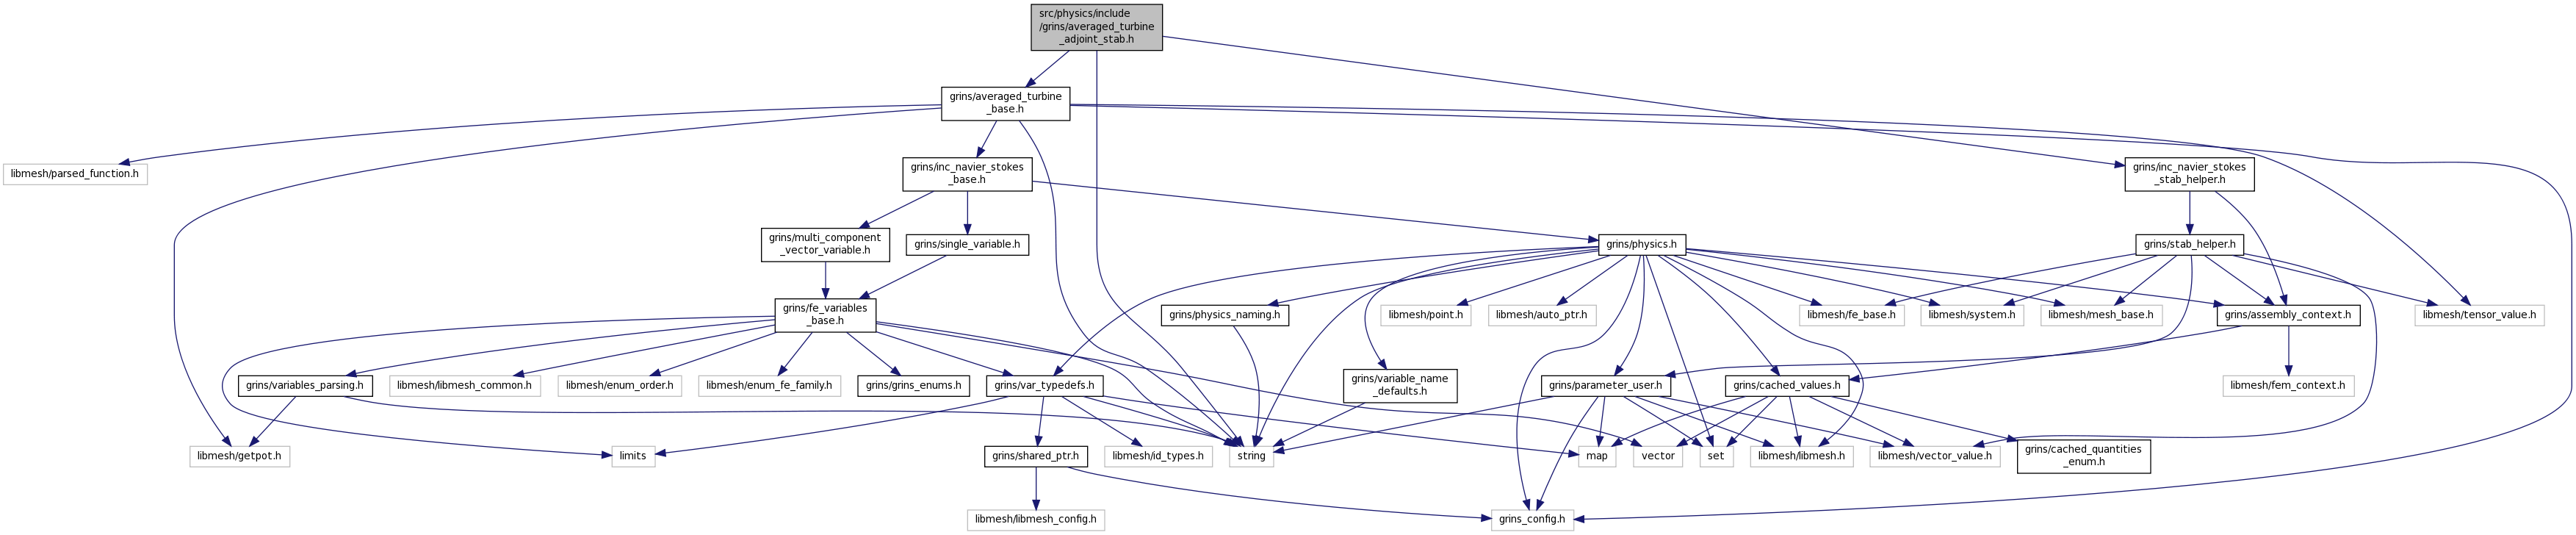 src/physics/include
/grins/averaged_turbine
_adjoint_stab.h
grins/averaged_turbine
_base.h
libmesh/parsed_function.h
grins/inc_navier_stokes
_base.h
grins/inc_navier_stokes
_stab_helper.h
grins/multi_component
_vector_variable.h
grins/single_variable.h
grins/physics.h
grins/stab_helper.h
grins/fe_variables
_base.h
grins/physics_naming.h
libmesh/point.h
libmesh/auto_ptr.h
libmesh/fe_base.h
libmesh/system.h
libmesh/mesh_base.h
grins/assembly_context.h
libmesh/tensor_value.h
grins/variables_parsing.h
libmesh/libmesh_common.h
libmesh/enum_order.h
libmesh/enum_fe_family.h
grins/grins_enums.h
grins/var_typedefs.h
grins/variable_name
_defaults.h
grins/parameter_user.h
grins/cached_values.h
libmesh/fem_context.h
libmesh/getpot.h
limits
grins/shared_ptr.h
libmesh/id_types.h
string
map
vector
set
libmesh/libmesh.h
libmesh/vector_value.h
grins/cached_quantities
_enum.h
libmesh/libmesh_config.h
grins_config.h